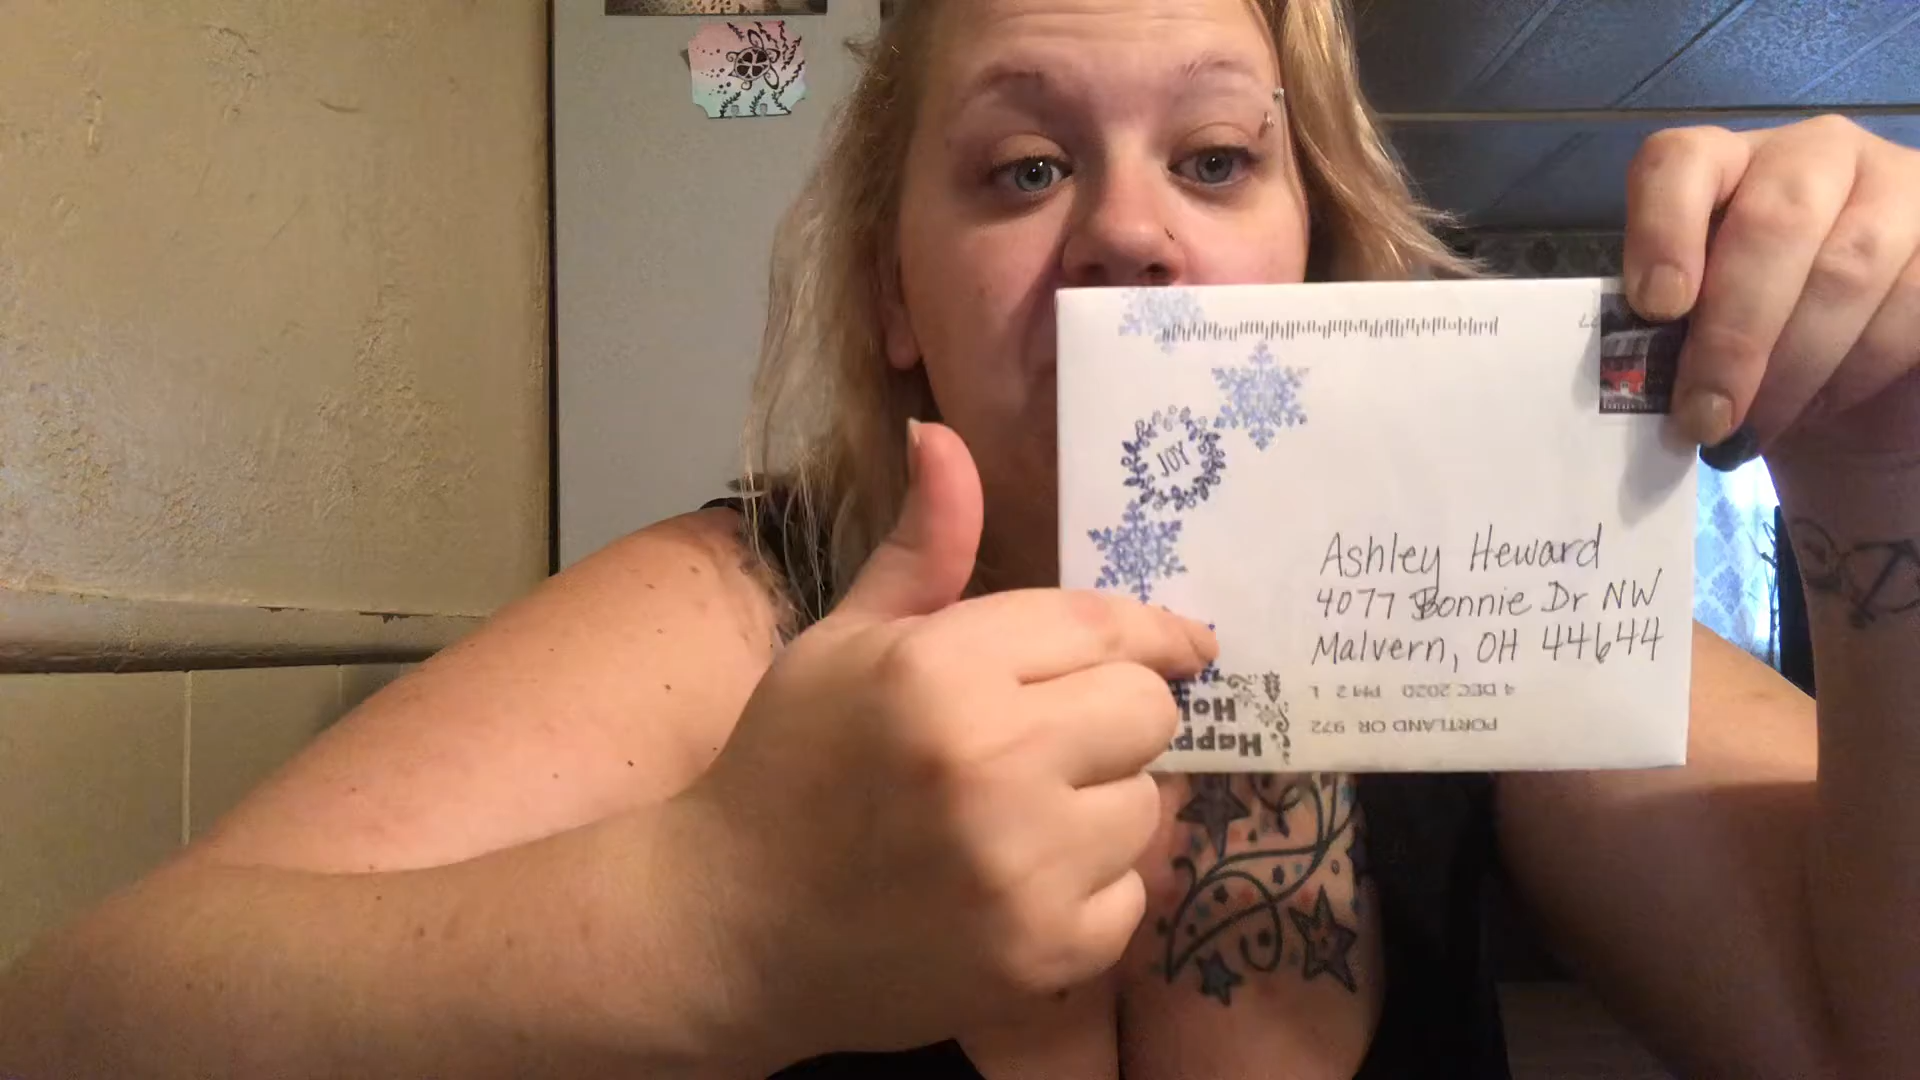 JOY
Ashley Heward
4077 Bonnie Dr NW
Malvern, OH 44644
4 DEC 2020 PM 2 L
PORTLAND OR 972
Happy